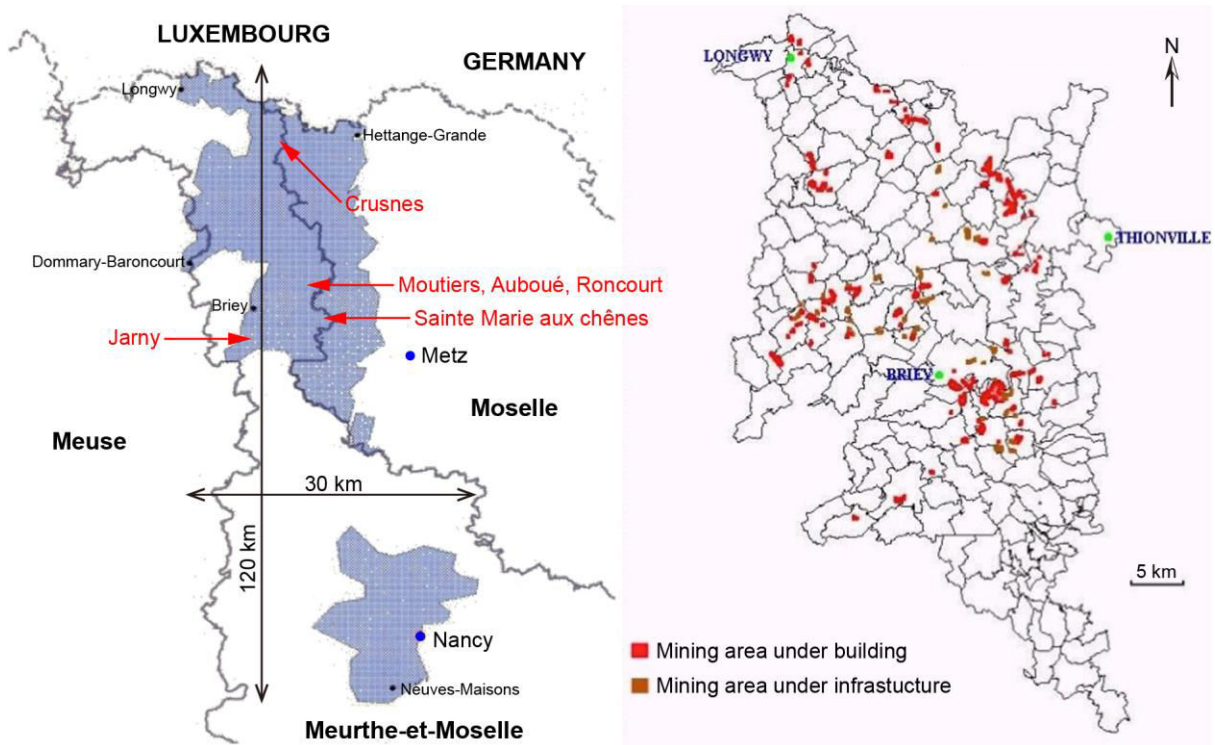 LUXEMBOURG
GERMANY
Longwy
Hettange-Grande
Crusnes
Dommary-Baroncourt
Moutiers, Auboué, Roncourt
Briey
Sainte Marie aux chênes
Jarny
Metz
Moselle
Meuse
30 km
120 km
Nancy
Neuves-Maisons
Meurthe-et-Moselle
N
LONGWY
THIONVILLE
BRIEY
5 km
Mining area under building
Mining area under infrastucture